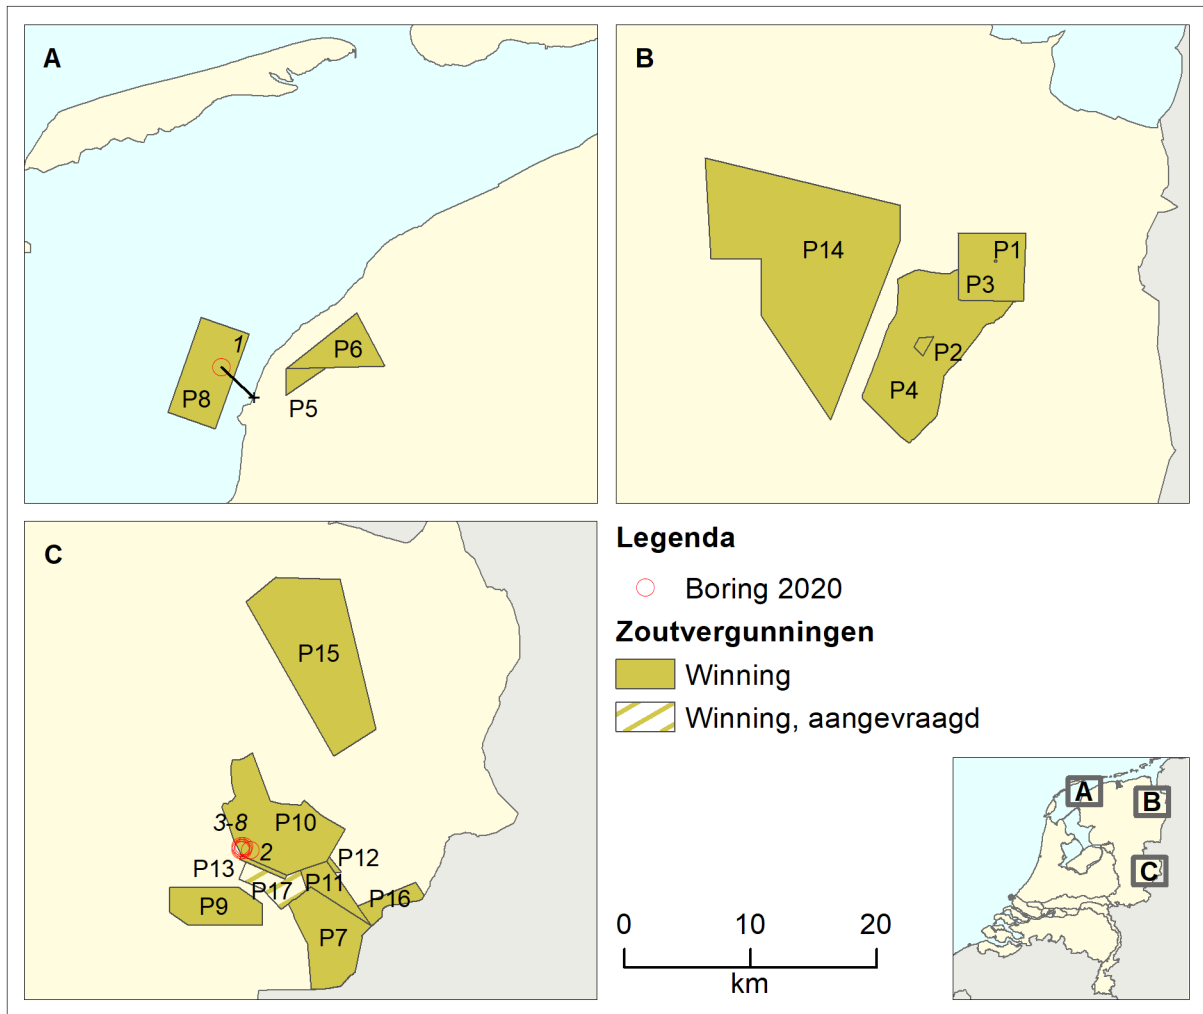 A
1
P8
P6
P5
B
P14
P1
P3
P2
P4
C
P15
3-8
P10
2
P12
P13
P17
P11
P16
P9
P7
Legenda
Boring 2020
Zoutvergunningen
Winning
Winning, aangevraagd
0 10 20
km
A
B
C